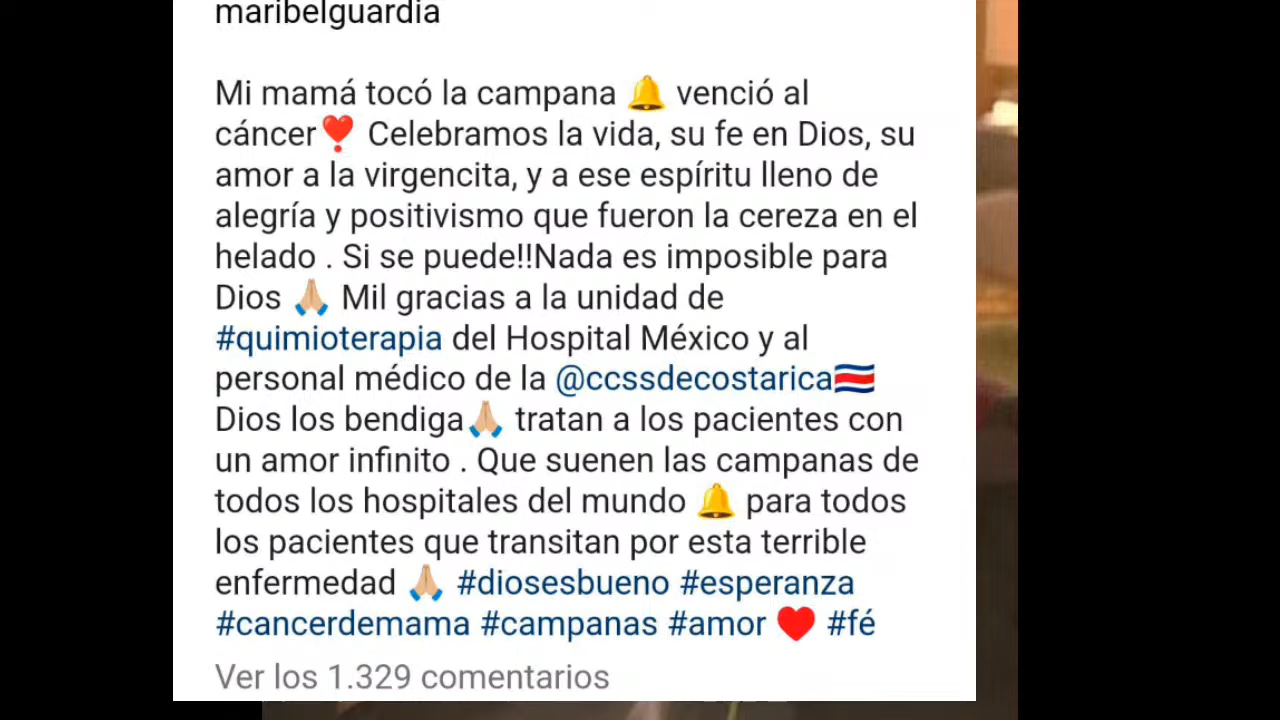 maribelguardia
Mi mamá tocó la campana 🔔 venció al
cáncer❣️ Celebramos la vida, su fe en Dios, su
amor a la virgencita, y a ese espíritu lleno de
alegría y positivismo que fueron la cereza en el
helado . Si se puede!!Nada es imposible para
Dios 🙏🏼 Mil gracias a la unidad de
#quimioterapia del Hospital México y al
personal médico de la @ccssdecostarica🇨🇷
Dios los bendiga🙏🏼 tratan a los pacientes con
un amor infinito . Que suenen las campanas de
todos los hospitales del mundo 🔔 para todos
los pacientes que transitan por esta terrible
enfermedad 🙏🏼 #diosesbueno #esperanza
#cancerdemama #campanas #amor ♥️ #fé
Ver los 1.329 comentarios